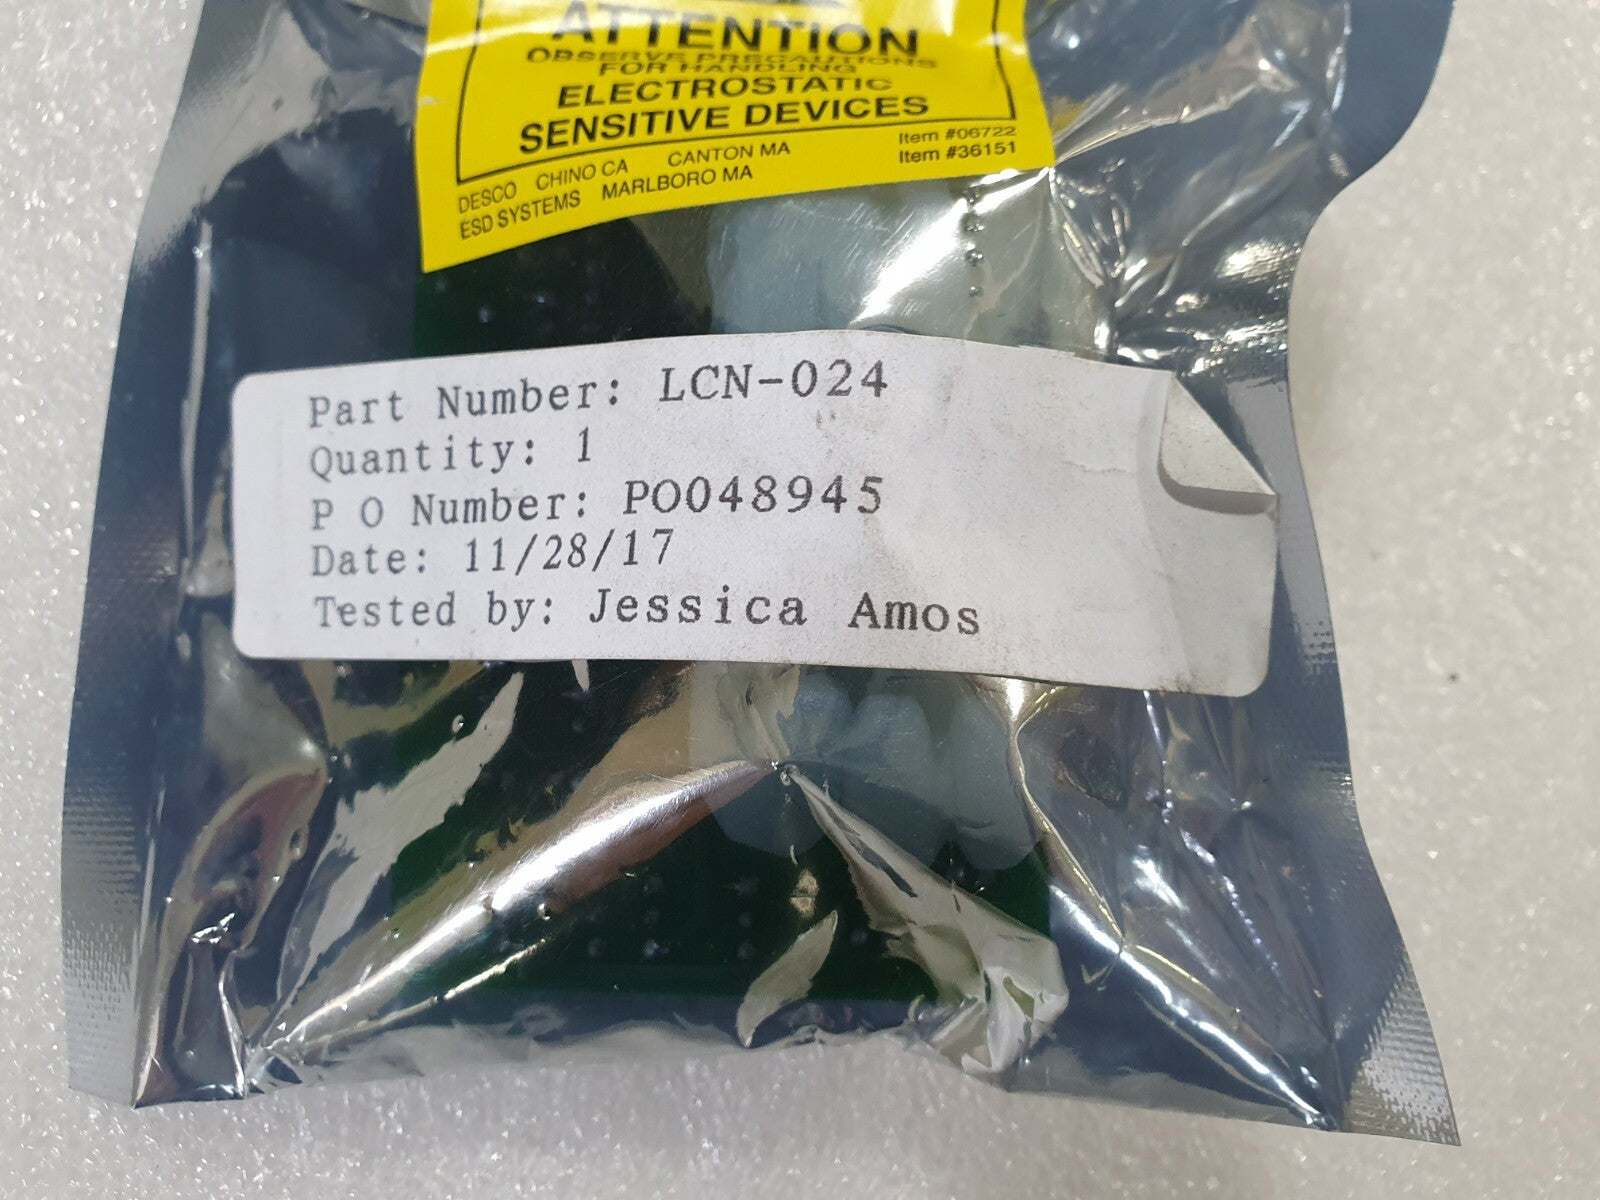 ATTENTION
OBSERVE PRECAUTIONS
FOR HANDLING
ELECTROSTATIC
SENSITIVE DEVICES
DESCO CHINO CA CANTON MA Item #06722
ESD SYSTEMS MARLBORO MA Item #36151
Part Number: LCN-024
Quantity: 1
P O Number: PO048945
Date: 11/28/17
Tested by: Jessica Amos